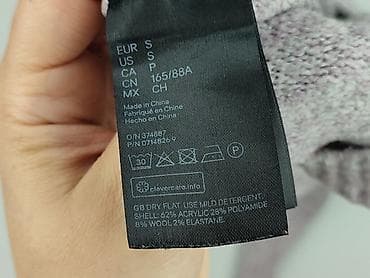 EUR S
US S
CA P
CN 165/88A
MX CH
Made in China
Fabriqué en Chine
Hecho en China
O/N 374887
P/N 0714826 9
30 P
clevercare.info
GB DRY FLAT. USE MILD DETERGENT.
SHELL: 62% ACRYLIC 28% POLYAMIDE
8% WOOL 2% ELASTANE.